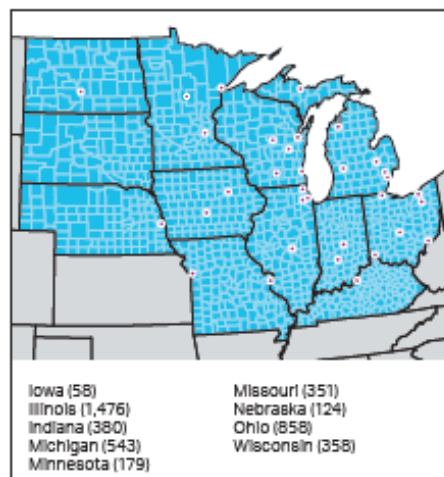 Iowa (58)
Illinois (1,476)
Indiana (380)
Michigan (543)
Minnesota (179)
Missouri (351)
Nebraska (124)
Ohio (858)
Wisconsin (358)